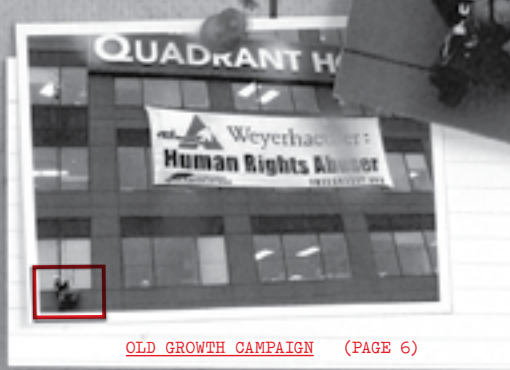 QUADRANT H
Weyerhaeuser:
Human Rights Abuser
OLD GROWTH CAMPAIGN (PAGE 6)